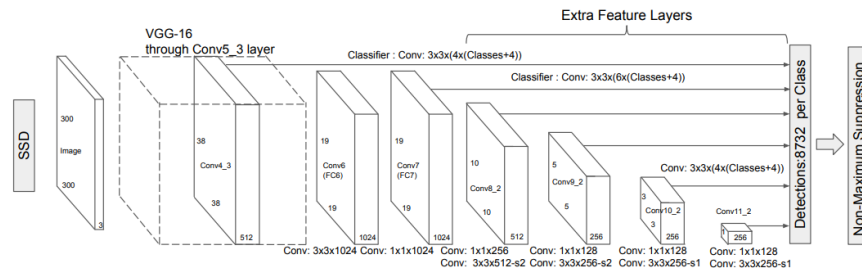 Extra Feature Layers
VGG-16
through Conv5_3 layer
Classifier : Conv: 3x3x(4x(Classes+4))
Classifier : Conv: 3x3x(6x(Classes+4))
SSD
300
Image
300
3
38
Conv4_3
38
512
19
Conv6
(FC6)
19
1024
19
Conv7
(FC7)
19
1024
10
Conv8_2
10
512
5
Conv9_2
5
256
Conv: 3x3x(4x(Classes+4))
3
Conv10_2
3
256
Conv11_2
1
256
Detections:8732 per Class
Non-Maximum Suppression
Conv: 3x3x1024
Conv: 1x1x1024
Conv: 1x1x256
Conv: 3x3x512-s2
Conv: 1x1x128
Conv: 3x3x256-s2
Conv: 1x1x128
Conv: 3x3x256-s1
Conv: 1x1x128
Conv: 3x3x256-s1